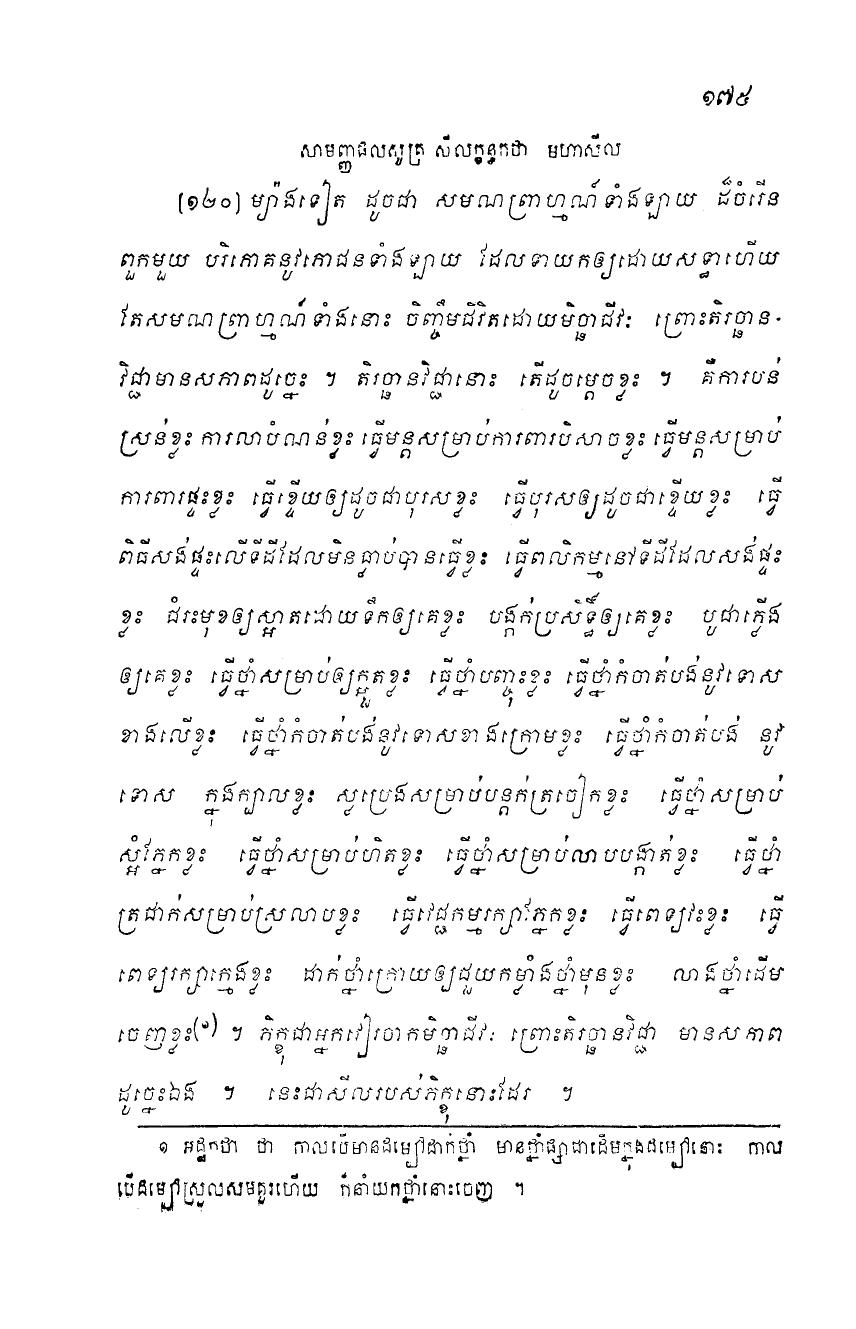 ១៧៥
សាមញ្ញផលសូត្រ សីលក្ខន្ធកថា មហាសីល
[១២០] ម្យ៉ាងទៀត ដូចជា សមណព្រាហ្មណ៍ទាំងឡាយ ដ៏ចំរើន
ពួកមួយ បរិភោគនូវភោជនទាំងឡាយ ដែលទាយកឲ្យដោយសទ្ធាហើយ
តែសមណព្រាហ្មណ៍ទាំងនោះ ចិញ្ចឹមជីវិតដោយមិច្ឆាជីវៈ ព្រោះតិរច្ឆាន-
វិជ្ជាមានសភាពដូច្នេះ ។ តិរច្ឆានវិជ្ជានោះ តើដូចម្តេចខ្លះ ។ គឺការបន់
ស្រន់ខ្លះ ការលាបំណន់ខ្លះ ធ្វើមន្តសម្រាប់ការពារបិសាចខ្លះ ធ្វើមន្តសម្រាប់
ការពារផ្ទះខ្លះ ធ្វើខ្ទើយឲ្យដូចជាបុរសខ្លះ ធ្វើបុរសឲ្យដូចជាខ្ទើយខ្លះ ធ្វើ
ពិធីសង់ផ្ទះលើទីដីដែលមិនធ្លាប់បានធ្វើខ្លះ ធ្វើពលិកម្មនៅទីដីដែលសង់ផ្ទះ
ខ្លះ ជំរះមុខឲ្យស្អាតដោយទឹកឲ្យគេខ្លះ បង្កក់ប្រសិទ្ធិ៍ឲ្យគេខ្លះ បូជាភ្លើង
ឲ្យគេខ្លះ ធ្វើថ្នាំសម្រាប់ឲ្យក្អួតខ្លះ ធ្វើថ្នាំបញ្ចុះខ្លះ ធ្វើថ្នាំកំចាត់បង់នូវទោស
ខាងលើខ្លះ ធ្វើថ្នាំកំចាត់បង់នូវទោសខាងក្រោមខ្លះ ធ្វើថ្នាំកំចាត់បង់ នូវ
ទោស ក្នុងក្បាលខ្លះ ស្លប្រេងសម្រាប់បន្តក់ត្រចៀកខ្លះ ធ្វើថ្នាំសម្រាប់
ស្អំភ្នែកខ្លះ ធ្វើថ្នាំសម្រាប់ហិតខ្លះ ធ្វើថ្នាំសម្រាប់លាបបង្កាត់ខ្លះ ធ្វើថ្នាំ
ត្រជាក់សម្រាប់ស្រលាបខ្លះ ធ្វើវេជ្ជកម្មរក្សាភ្នែកខ្លះ ធ្វើពេទ្យវះខ្លះ ធ្វើ
ពេទ្យរក្សាក្មេងខ្លះ ដាក់ថ្នាំក្រោយឲ្យជួយកម្លាំងថ្នាំមុនខ្លះ លាងថ្នាំដើម
ចេញខ្លះ(១) ។ ភិក្ខុជាអ្នកវៀរចាកមិច្ឆាជីវៈ ព្រោះតិរច្ឆានវិជ្ជា មានសភាព
ដូច្នេះឯង ។ នេះជាសីលរបស់ភិក្ខុនោះដែរ ។
១ អដ្ឋកថា ថា កាលបើមានដម្បៅដាក់ថ្នាំ មានថ្នាំផ្សាជាដើមក្នុងដម្បៅនោះ កាល
បើដម្បៅស្រួលសមគួរហើយ ក៏នាំយកថ្នាំនោះចេញ ។